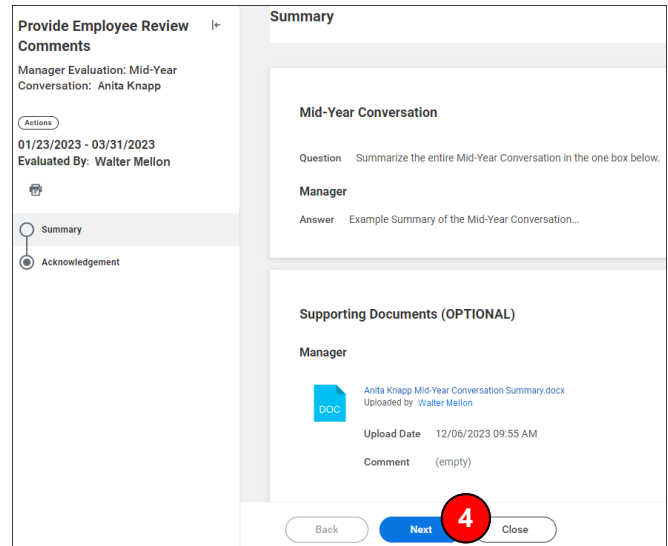 Provide Employee Review
Comments
Manager Evaluation: Mid-Year
Conversation: Anita Knapp
Actions
01/23/2023 - 03/31/2023
Evaluated By: Walter Mellon
Summary
Acknowledgement
Summary
Mid-Year Conversation
Question Summarize the entire Mid-Year Conversation in the one box below.
Manager
Answer Example Summary of the Mid-Year Conversation...
Supporting Documents (OPTIONAL)
Manager
DOC
Anita Knapp Mid-Year Conversation Summary.docx
Uploaded by Walter Mellon
Upload Date 12/06/2023 09:55 AM
Comment (empty)
Back Next 4 Close